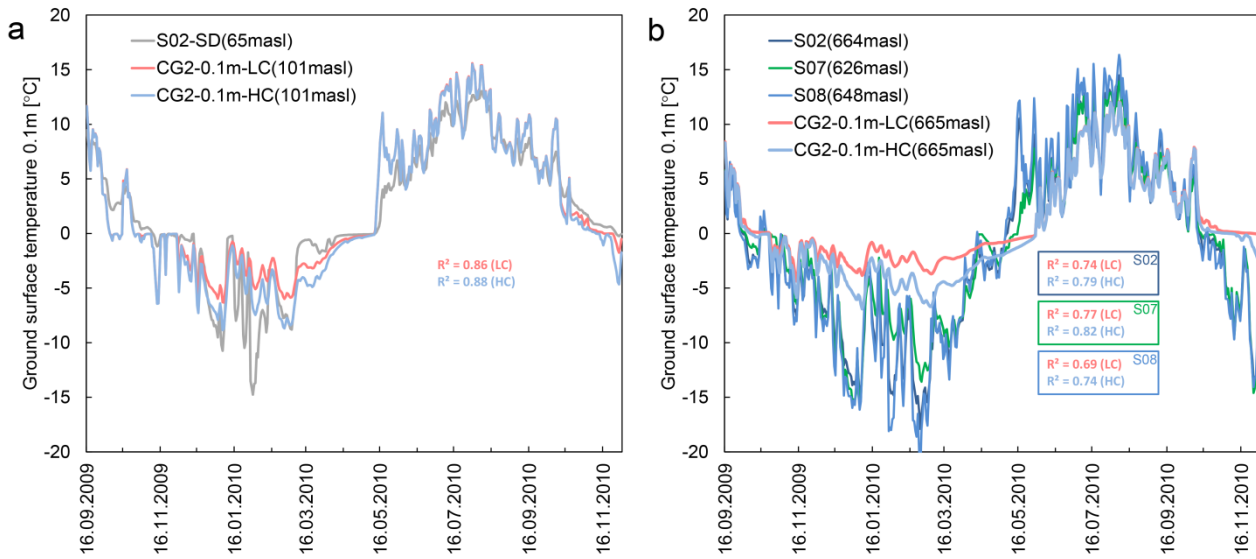 a
Ground surface temperature 0.1m [°C]
20
15
10
5
0
-5
-10
-15
-20
S02-SD(65masl)
CG2-0.1m-LC(101masl)
CG2-0.1m-HC(101masl)
R² = 0.86 (LC)
R² = 0.88 (HC)
16.09.2009
16.11.2009
16.01.2010
16.03.2010
16.05.2010
16.07.2010
16.09.2010
16.11.2010
b
Ground surface temperature 0.1m [°C]
20
15
10
5
0
-5
-10
-15
-20
S02(664masl)
S07(626masl)
S08(648masl)
CG2-0.1m-LC(665masl)
CG2-0.1m-HC(665masl)
S02
R² = 0.74 (LC)
R² = 0.79 (HC)
S07
R² = 0.77 (LC)
R² = 0.82 (HC)
S08
R² = 0.69 (LC)
R² = 0.74 (HC)
16.09.2009
16.11.2009
16.01.2010
16.03.2010
16.05.2010
16.07.2010
16.09.2010
16.11.2010